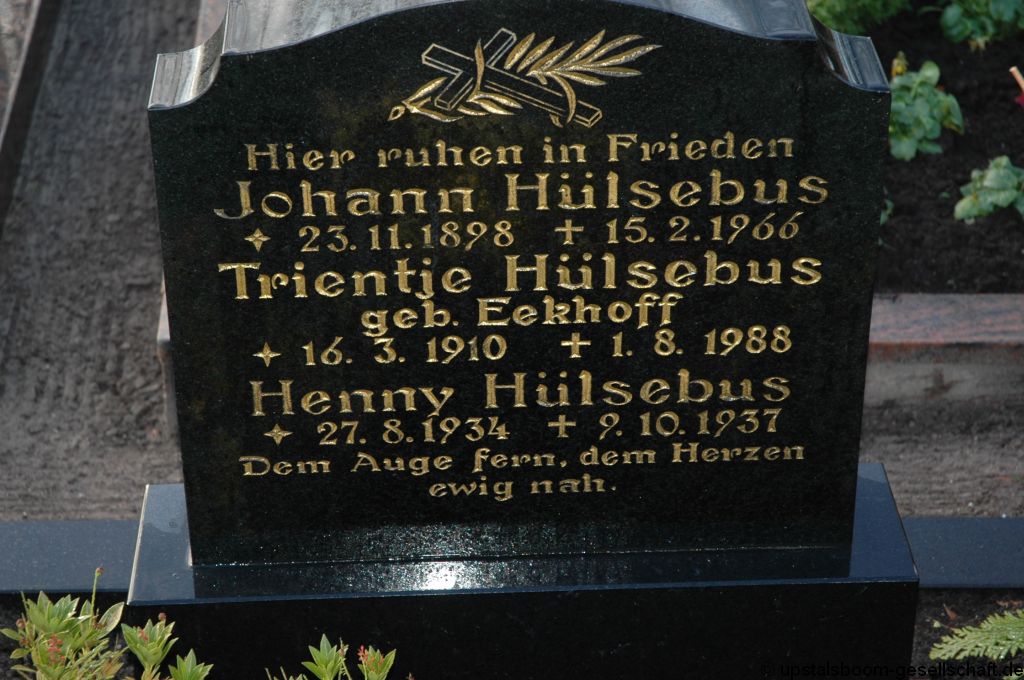 Hier ruhen in Frieden
Johann Hülsebus
✧ 23.11.1898 ✝ 15.2.1966
Trientje Hülsebus
geb. Eekhoff
✧ 16. 3. 1910 ✝ 1. 8. 1988
Henny Hülsebus
✧ 27. 8. 1934 ✝ 9. 10. 1937
Dem Auge fern, dem Herzen
ewig nah.
© upstalsboom-gesellschaft.de